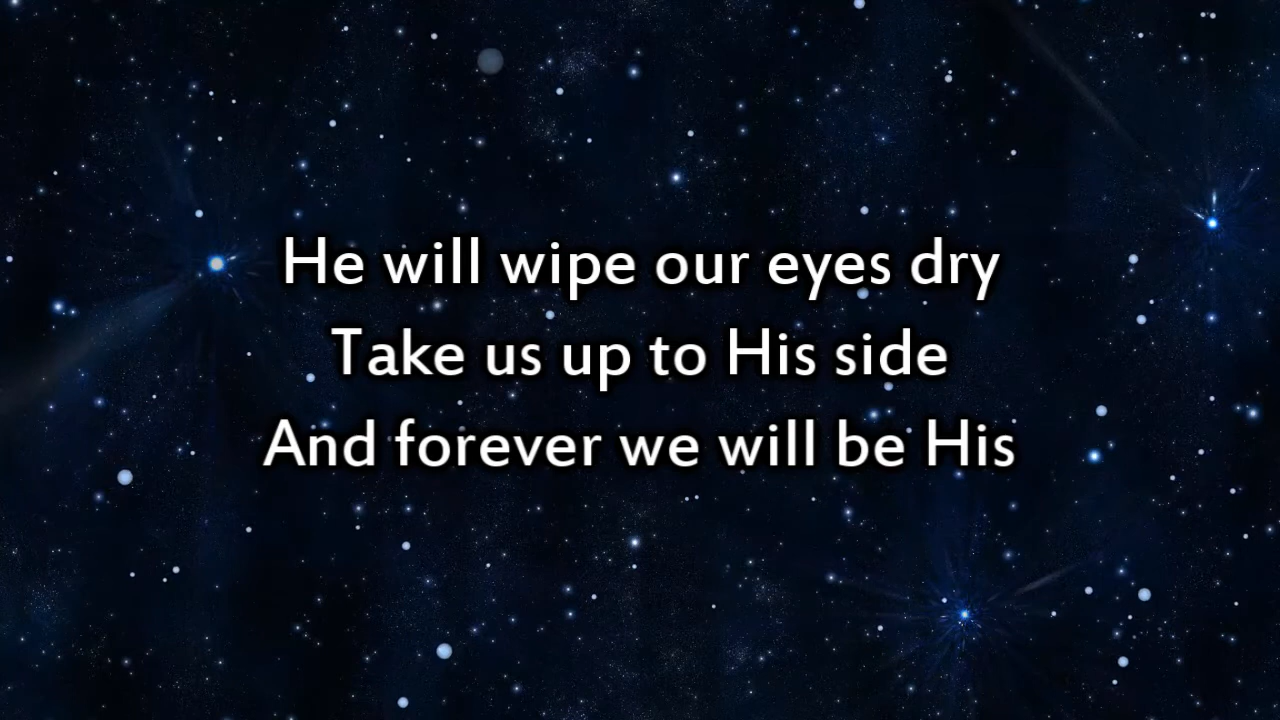 He will wipe our eyes dry
Take us up to His side
And forever we will be His